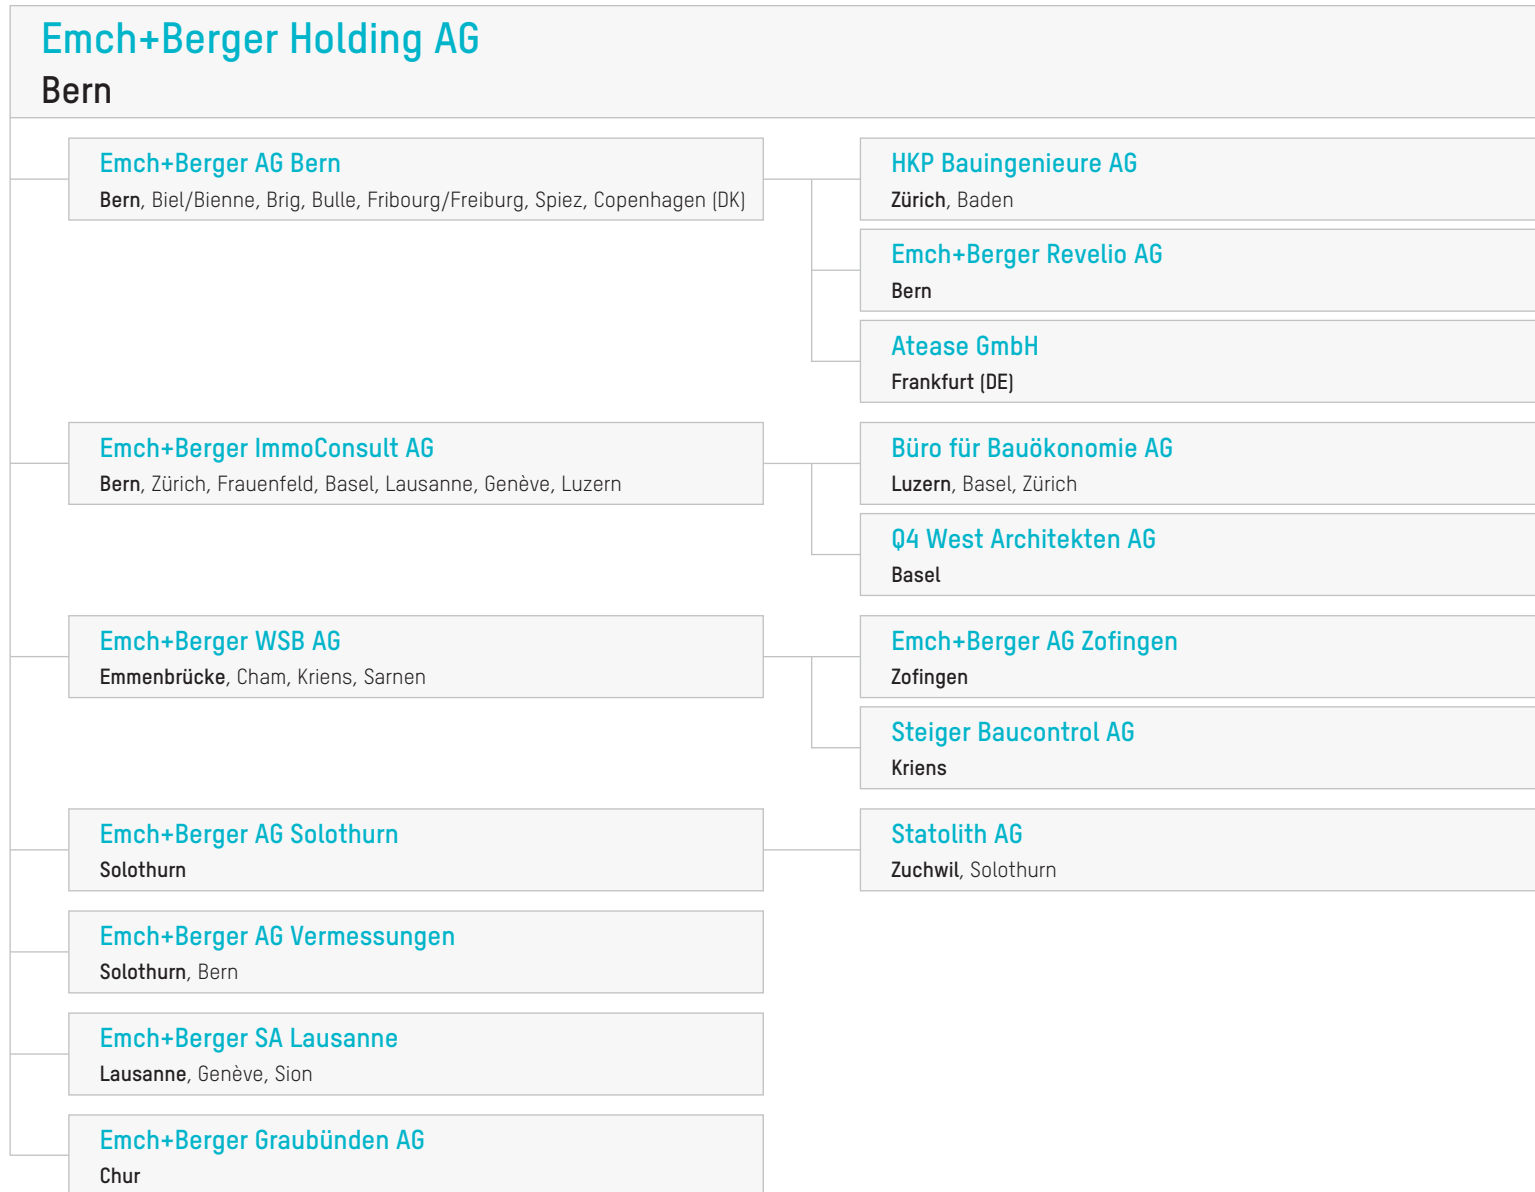 Emch+Berger Holding AG
Bern
Emch+Berger AG Bern
Bern, Biel/Bienne, Brig, Bulle, Fribourg/Freiburg, Spiez, Copenhagen (DK)
HKP Bauingenieure AG
Zürich, Baden
Emch+Berger Revelio AG
Bern
Atease GmbH
Frankfurt (DE)
Emch+Berger ImmoConsult AG
Bern, Zürich, Frauenfeld, Basel, Lausanne, Genève, Luzern
Büro für Bauökonomie AG
Luzern, Basel, Zürich
Q4 West Architekten AG
Basel
Emch+Berger WSB AG
Emmenbrücke, Cham, Kriens, Sarnen
Emch+Berger AG Zofingen
Zofingen
Steiger Baucontrol AG
Kriens
Emch+Berger AG Solothurn
Solothurn
Statolith AG
Zuchwil, Solothurn
Emch+Berger AG Vermessungen
Solothurn, Bern
Emch+Berger SA Lausanne
Lausanne, Genève, Sion
Emch+Berger Graubünden AG
Chur